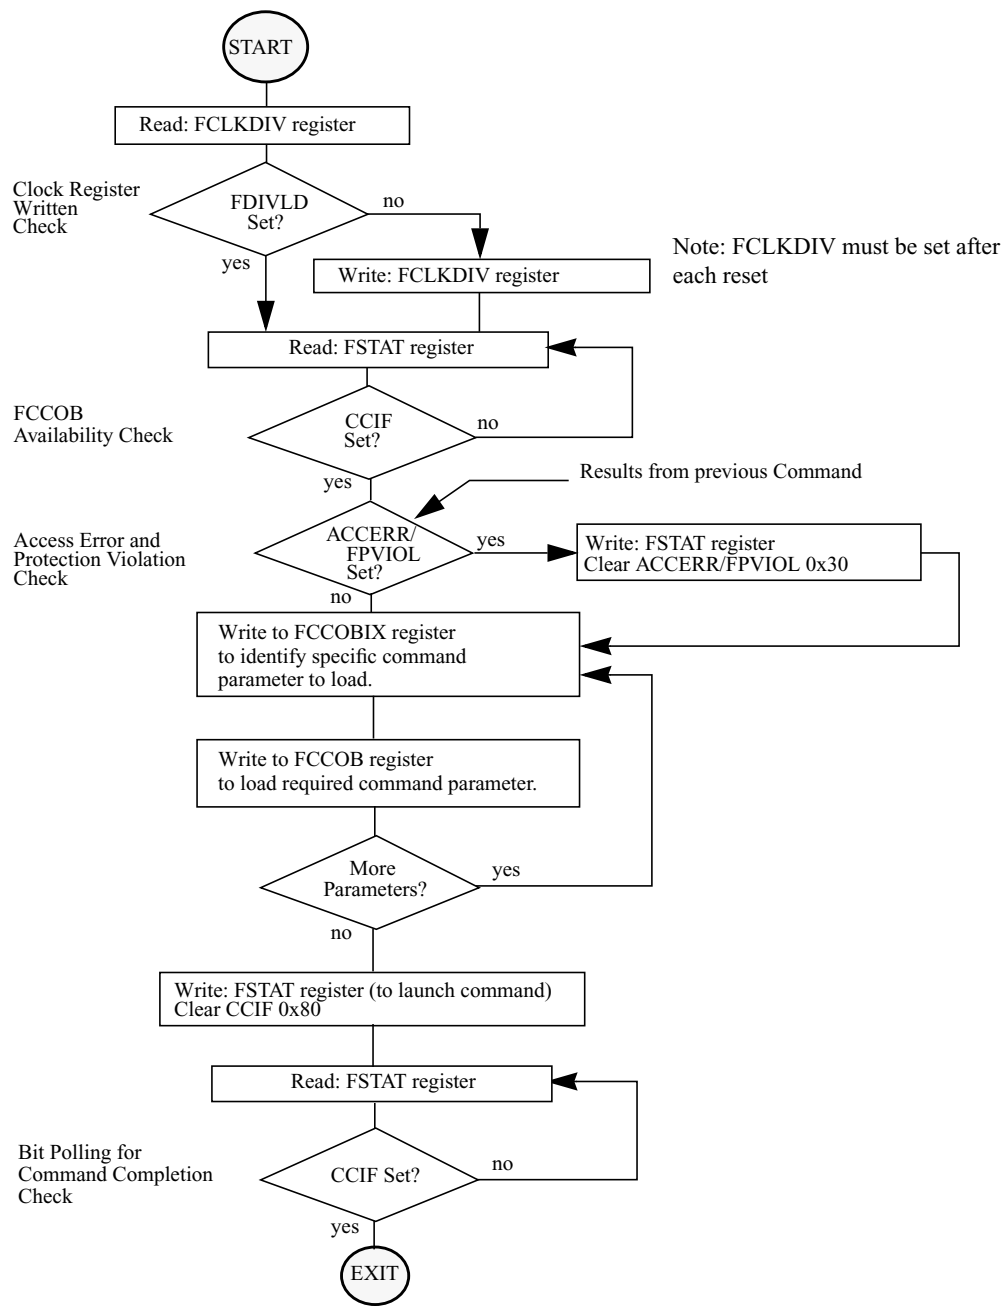 START
Read: FCLKDIV register
Clock Register
Written
Check
FDIVLD
Set?
no
yes
Write: FCLKDIV register
Note: FCLKDIV must be set after
each reset
Read: FSTAT register
FCCOB
Availability Check
CCIF
Set?
no
yes
Results from previous Command
Access Error and
Protection Violation
Check
ACCERR/
FPVIOL
Set?
yes
no
Write: FSTAT register
Clear ACCERR/FPVIOL 0x30
Write to FCCOBIX register
to identify specific command
parameter to load.
Write to FCCOB register
to load required command parameter.
More
Parameters?
yes
no
Write: FSTAT register (to launch command)
Clear CCIF 0x80
Read: FSTAT register
Bit Polling for
Command Completion
Check
CCIF Set?
no
yes
EXIT